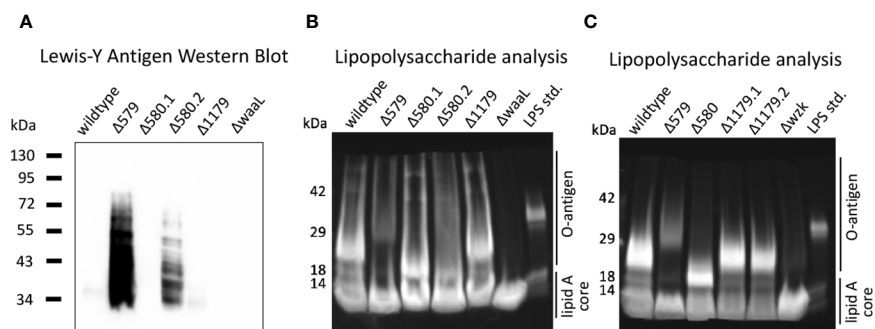 A
Lewis-Y Antigen Western Blot
wildtype
Δ579
Δ580.1
Δ580.2
Δ1179
ΔwaaL
kDa
130
95
72
55
43
34
B
Lipopolysaccharide analysis
wildtype
Δ579
Δ580.1
Δ580.2
Δ1179
ΔwaaL
LPS std.
kDa
42
29
18
14
O-antigen
lipid A
core
C
Lipopolysaccharide analysis
wildtype
Δ579
Δ580
Δ1179.1
Δ1179.2
Δwzk
LPS std.
kDa
42
29
18
14
O-antigen
lipid A
core